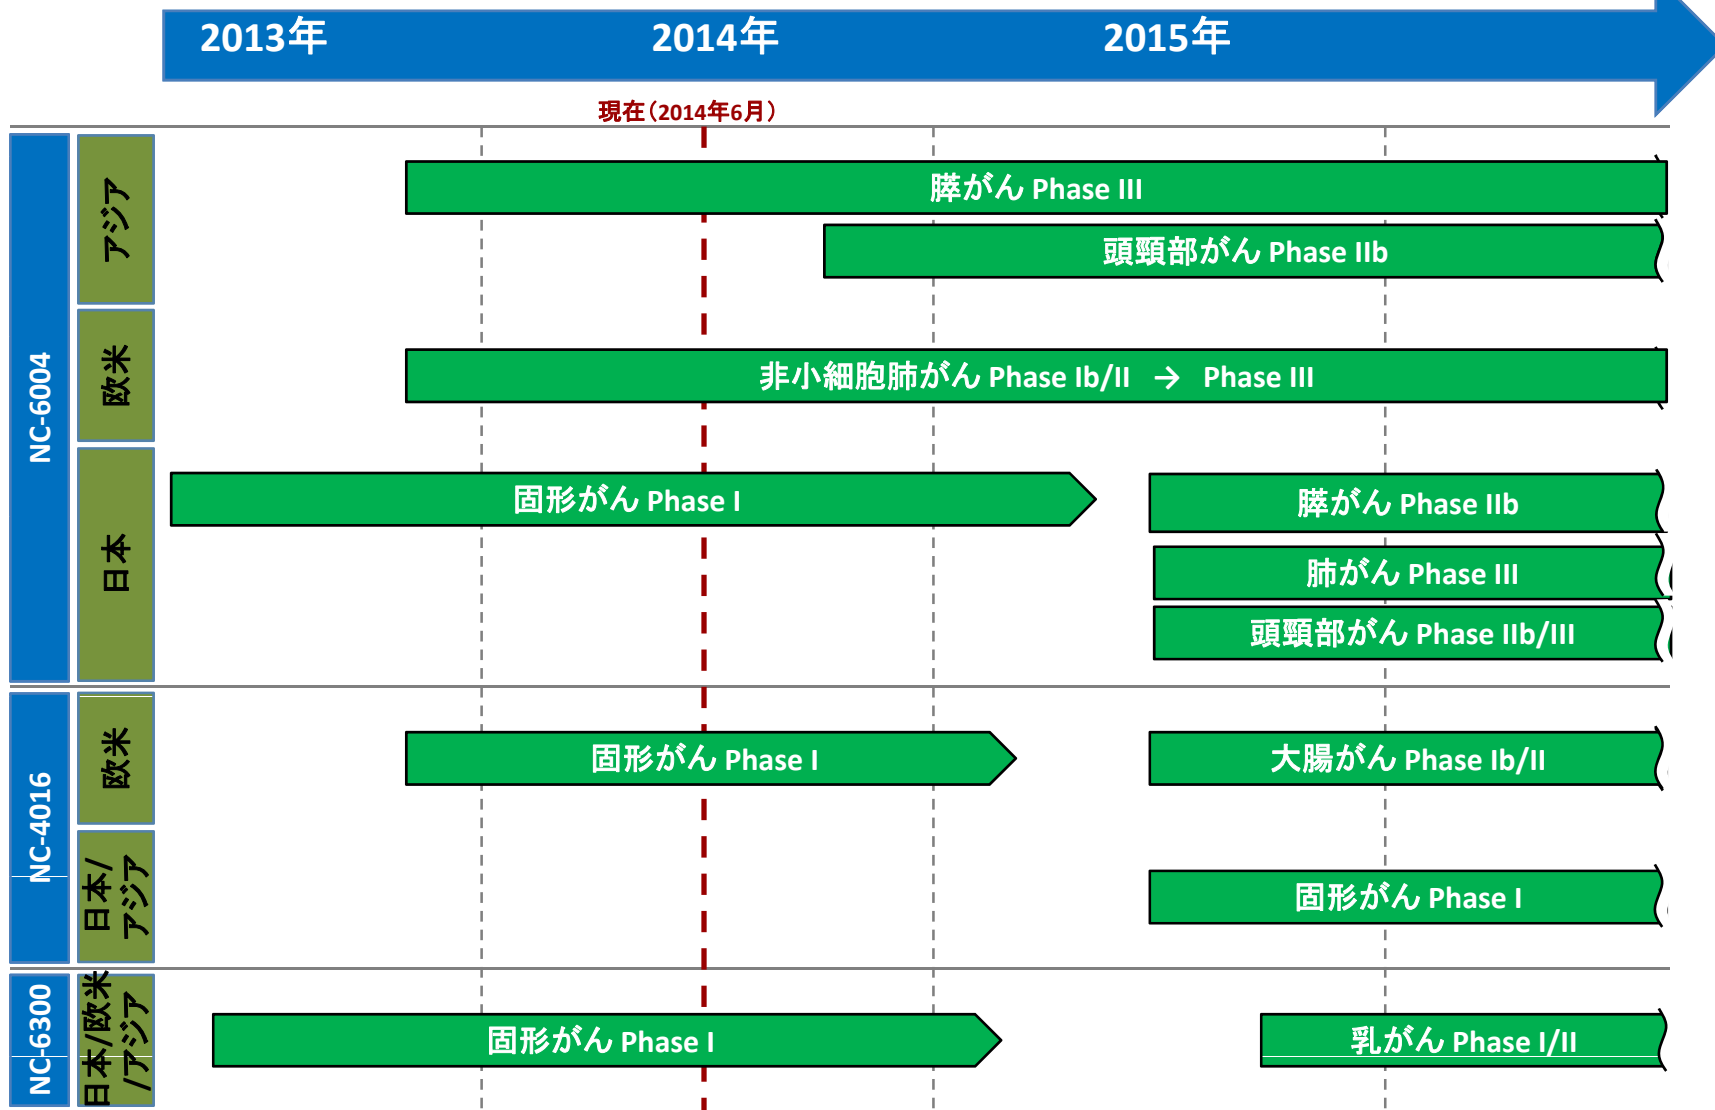 2013年
2014年
2015年
現在（2014年6月）
NC-6004
アジア
膵がん Phase III
頭頸部がん Phase IIb
欧米
非小細胞肺がん Phase Ib/II → Phase III
日本
固形がん Phase I
膵がん Phase IIb
肺がん Phase III
頭頸部がん Phase IIb/III
NC-4016
欧米
固形がん Phase I
大腸がん Phase Ib/II
日本/
アジア
固形がん Phase I
NC-6300
日本/欧米
/アジア
固形がん Phase I
乳がん Phase I/II